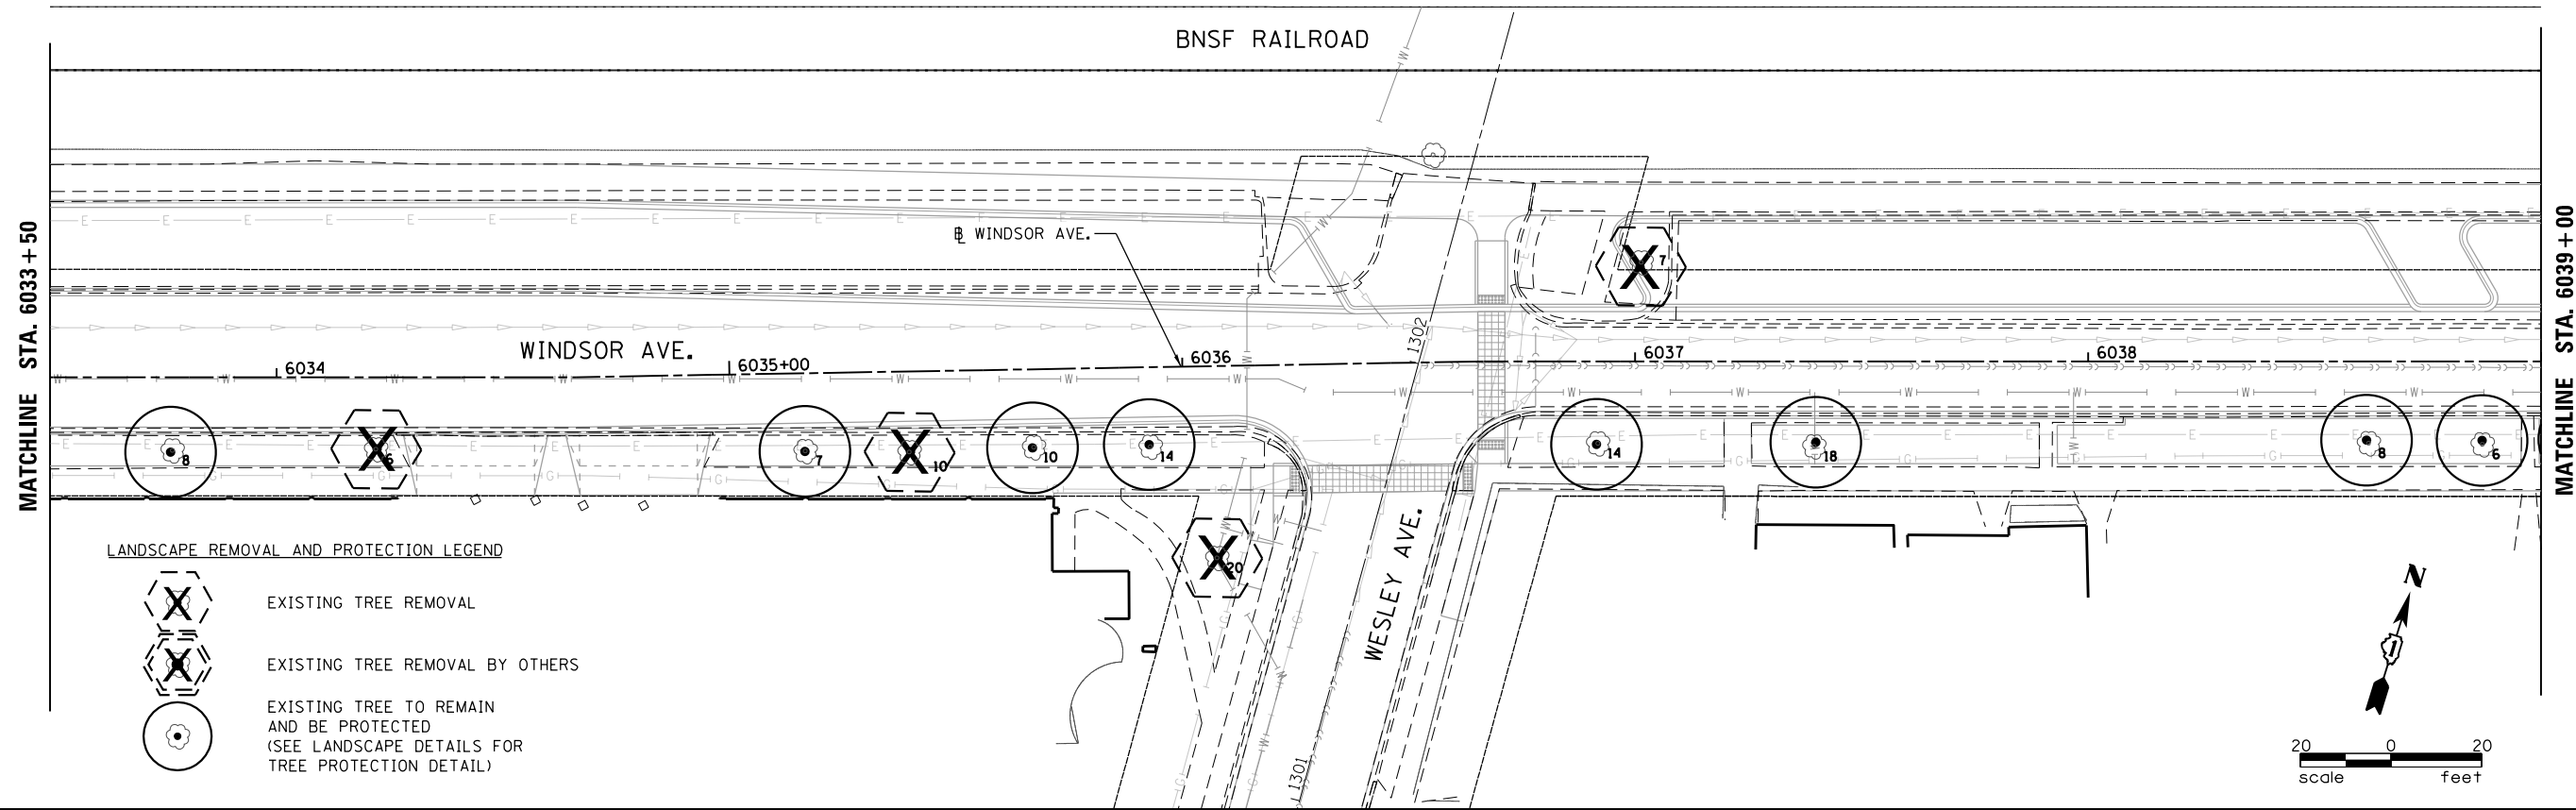 BNSF RAILROAD
MATCHLINE STA. 6033+50
MATCHLINE STA. 6039+00
℄ WINDSOR AVE.
WINDSOR AVE.
6034
6035+00
6036
6037
6038
1302
1301
WESLEY AVE.
7
8
6
7
10
10
14
20
14
18
8
6
LANDSCAPE REMOVAL AND PROTECTION LEGEND
EXISTING TREE REMOVAL
EXISTING TREE REMOVAL BY OTHERS
EXISTING TREE TO REMAIN
AND BE PROTECTED
(SEE LANDSCAPE DETAILS FOR
TREE PROTECTION DETAIL)
N
1
20 0 20
scale feet